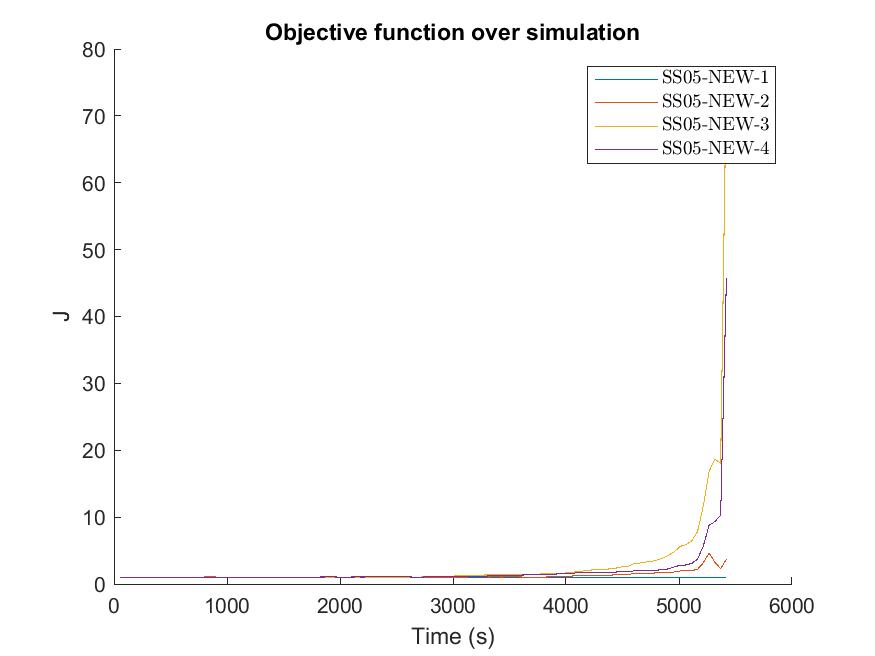 Objective function over simulation
80
70
60
50
40
30
20
10
0
J
SS05-NEW-1
SS05-NEW-2
SS05-NEW-3
SS05-NEW-4
0 1000 2000 3000 4000 5000 6000
Time (s)